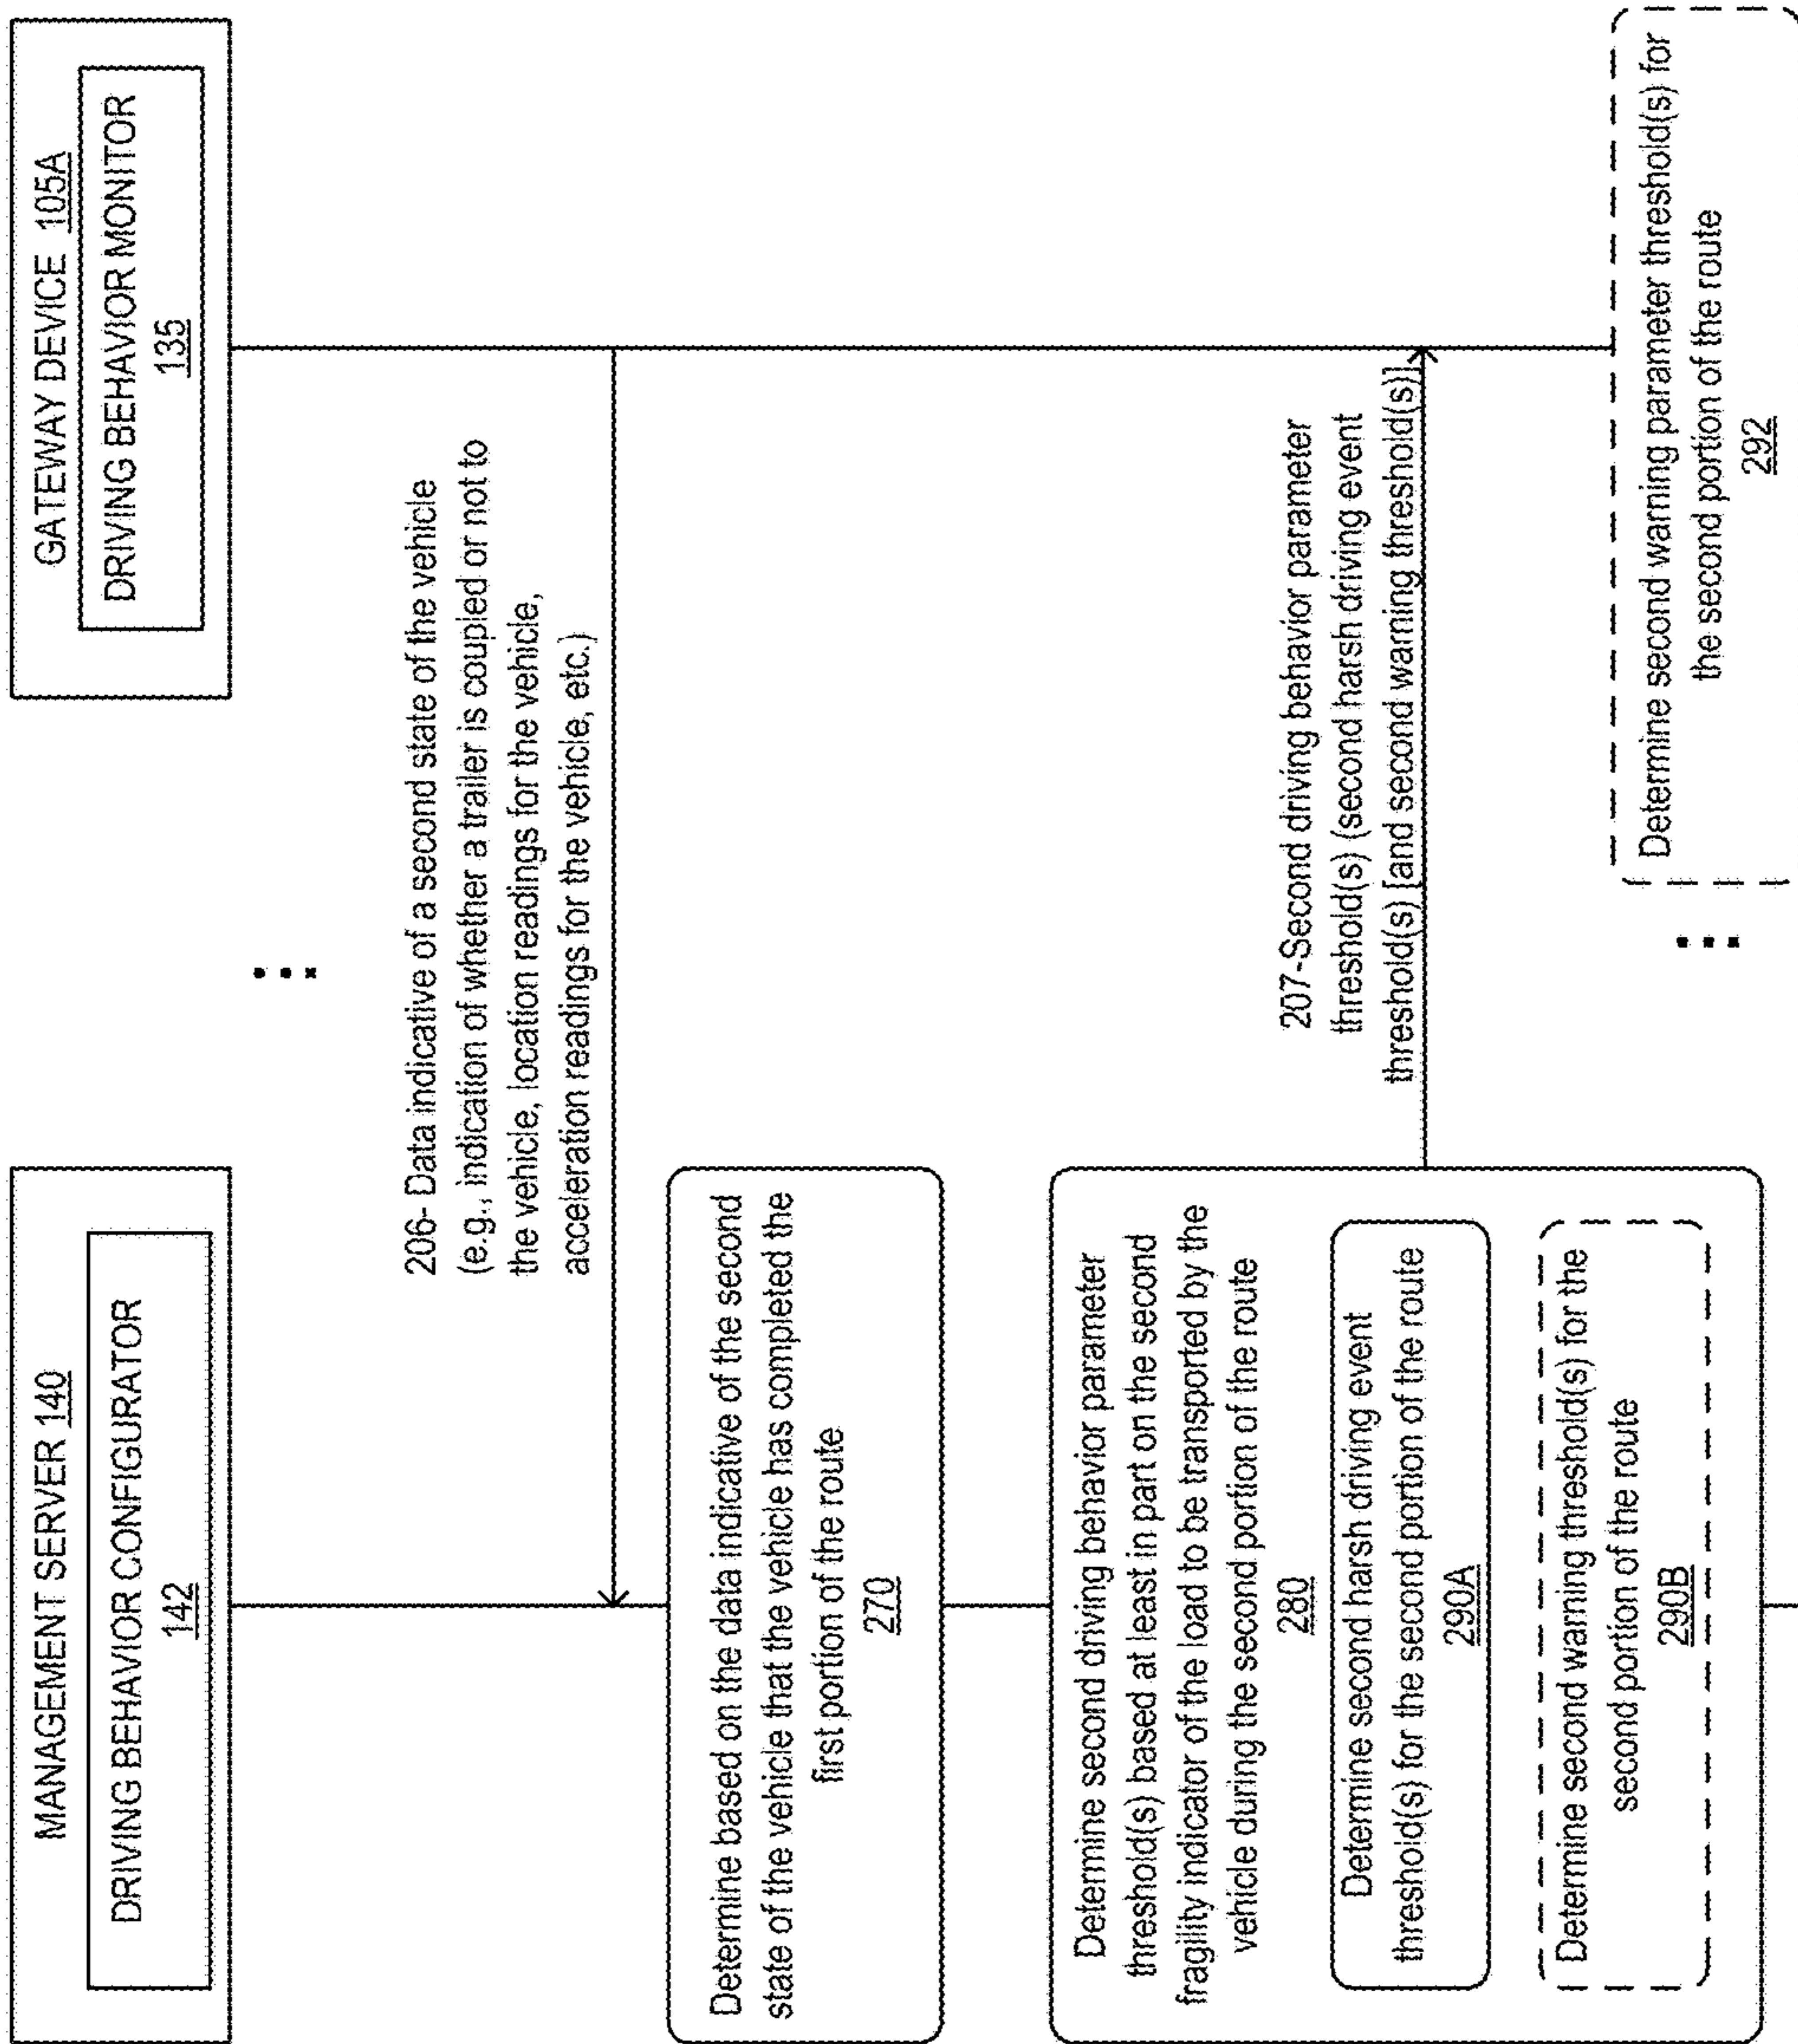 MANAGEMENT SERVER 140
DRIVING BEHAVIOR CONFIGURATOR
142
GATEWAY DEVICE 105A
DRIVING BEHAVIOR MONITOR
135
206- Data indicative of a second state of the vehicle
(e.g., indication of whether a trailer is coupled or not to
the vehicle, location readings for the vehicle,
acceleration readings for the vehicle, etc.)
Determine based on the data indicative of the second
state of the vehicle that the vehicle has completed the
first portion of the route
270
Determine second driving behavior parameter
threshold(s) based at least in part on the second
fragility indicator of the load to be transported by the
vehicle during the second portion of the route
280
Determine second harsh driving event
threshold(s) for the second portion of the route
290A
Determine second warning threshold(s) for the
second portion of the route
290B
207-Second driving behavior parameter
threshold(s) (second harsh driving event
threshold(s) [and second warning threshold(s)]
Determine second warning parameter threshold(s) for
the second portion of the route
292